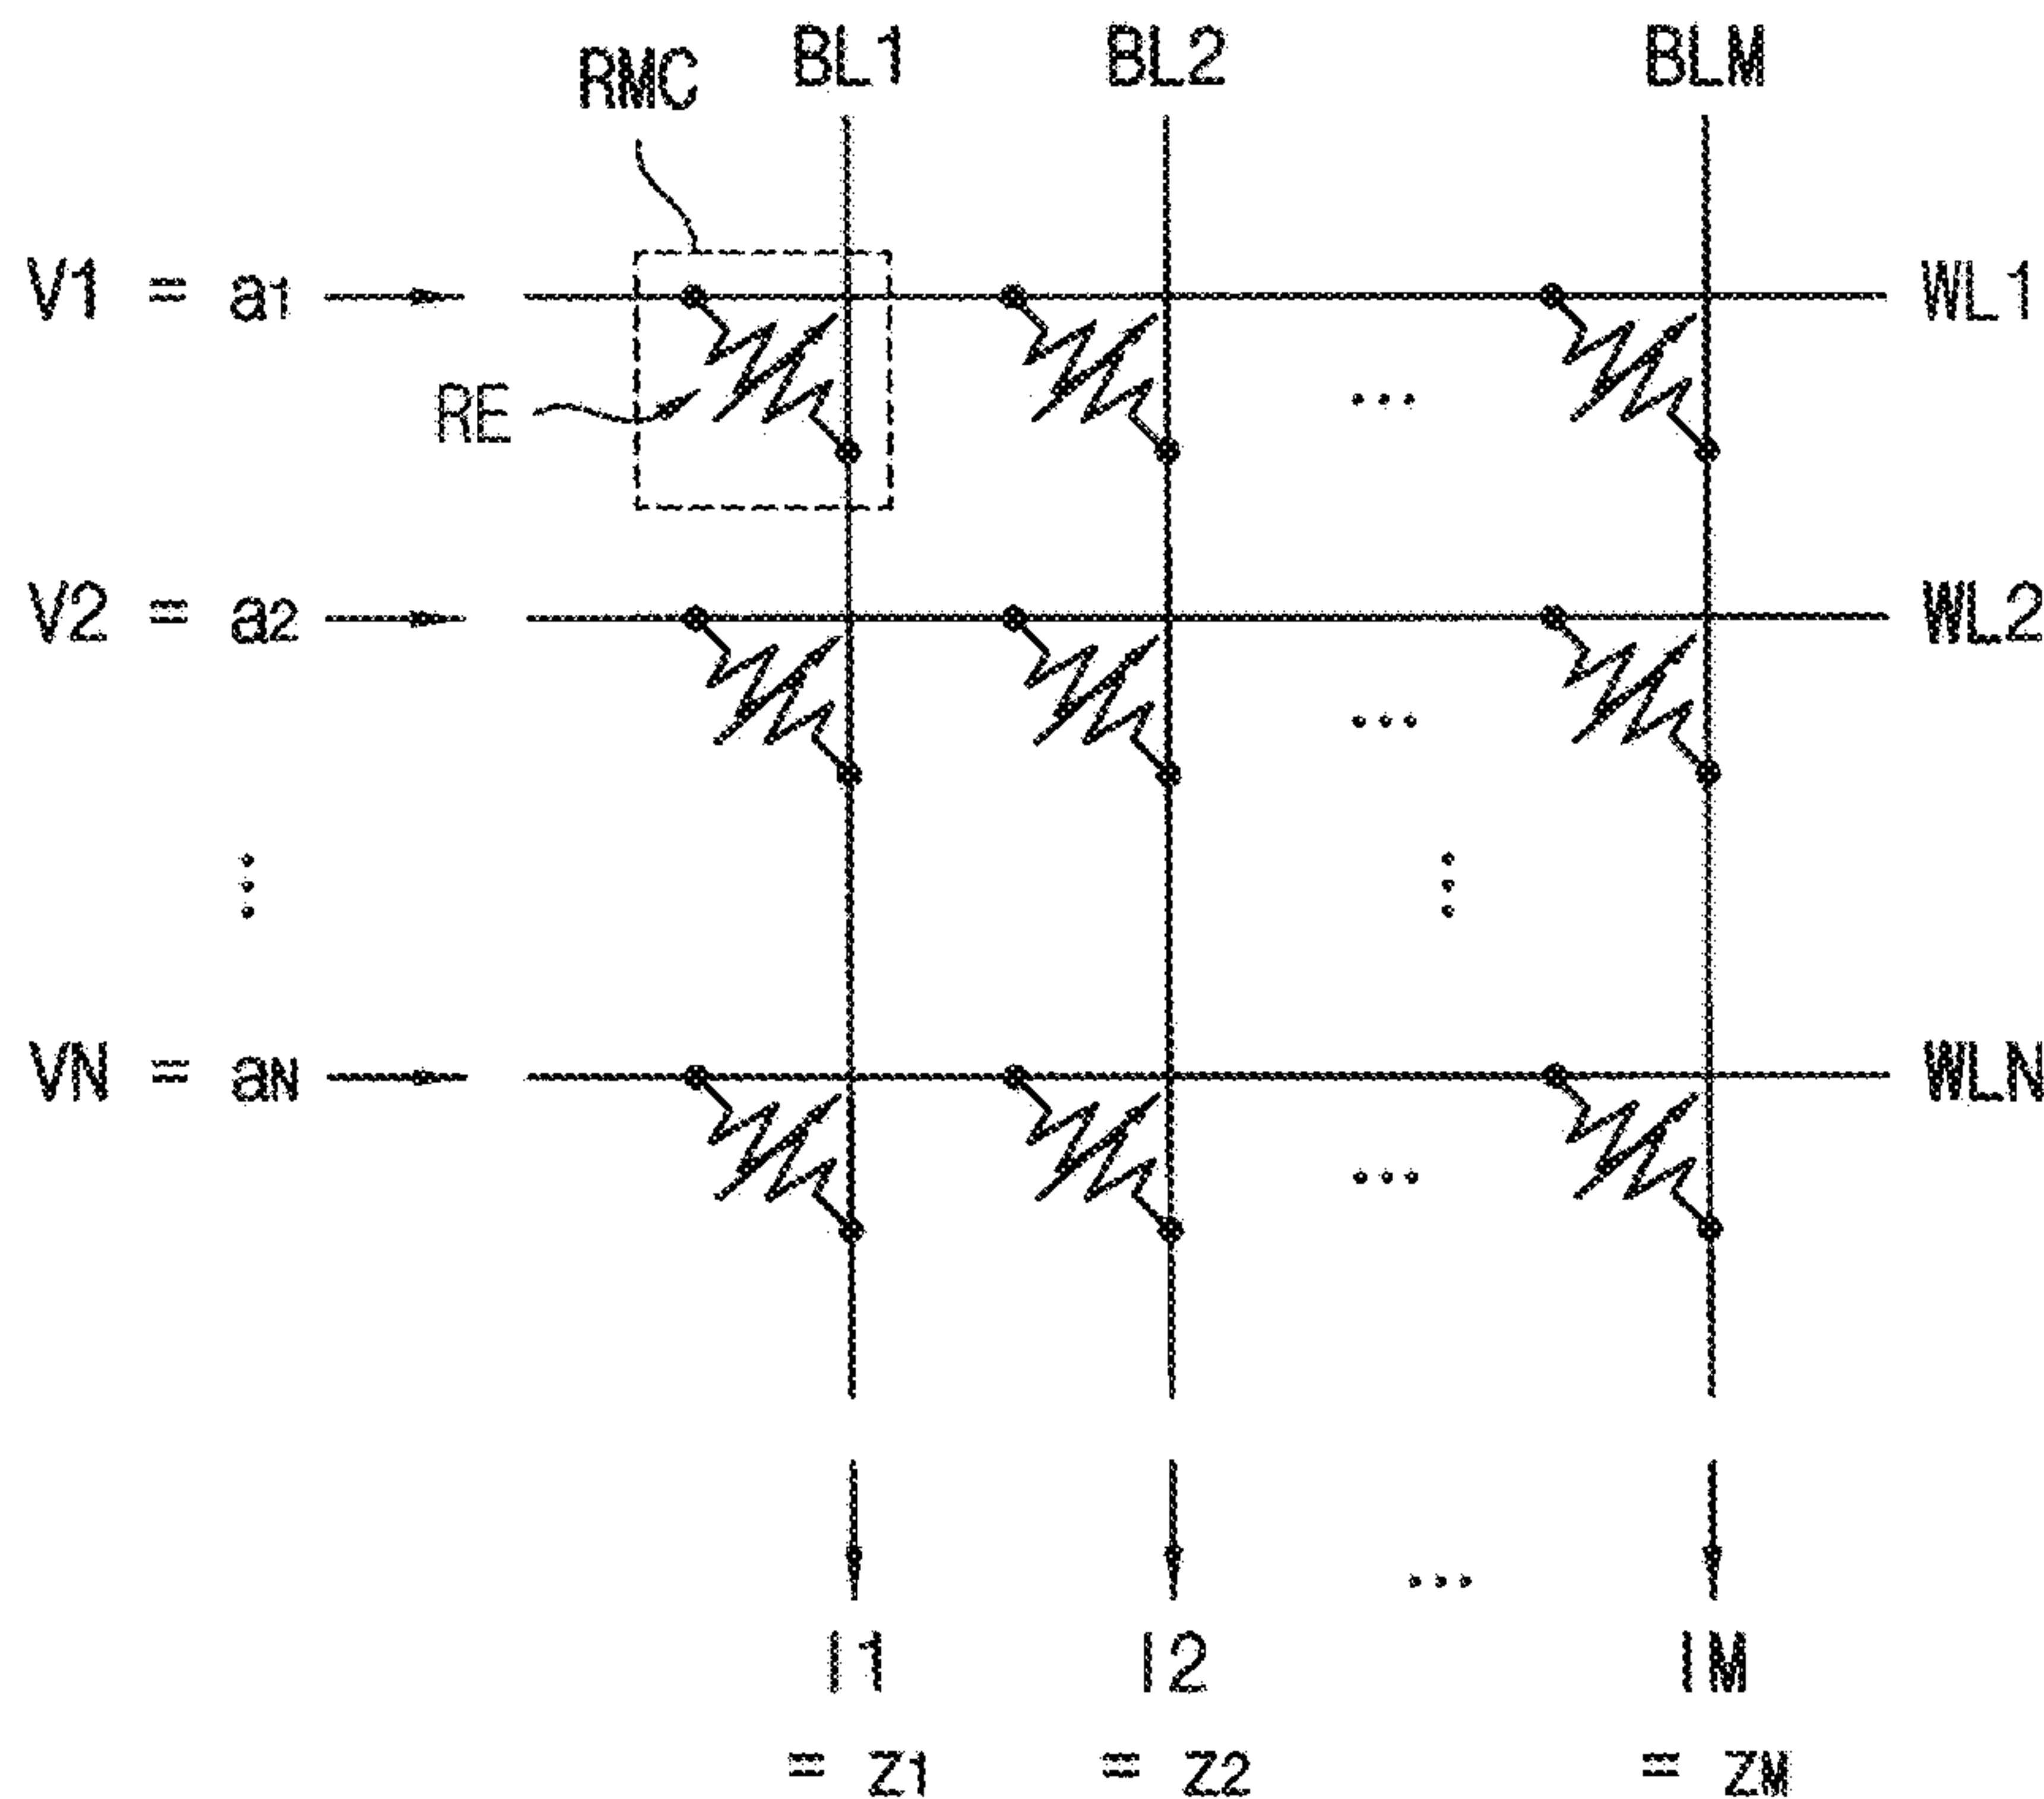 RMC BL1 BL2 BLM
V1 = a1 WL1
RE ...
V2 = a2 WL2
...
VN = aN WLN
...
...
I1 I2 IM
= z1 = z2 = zM